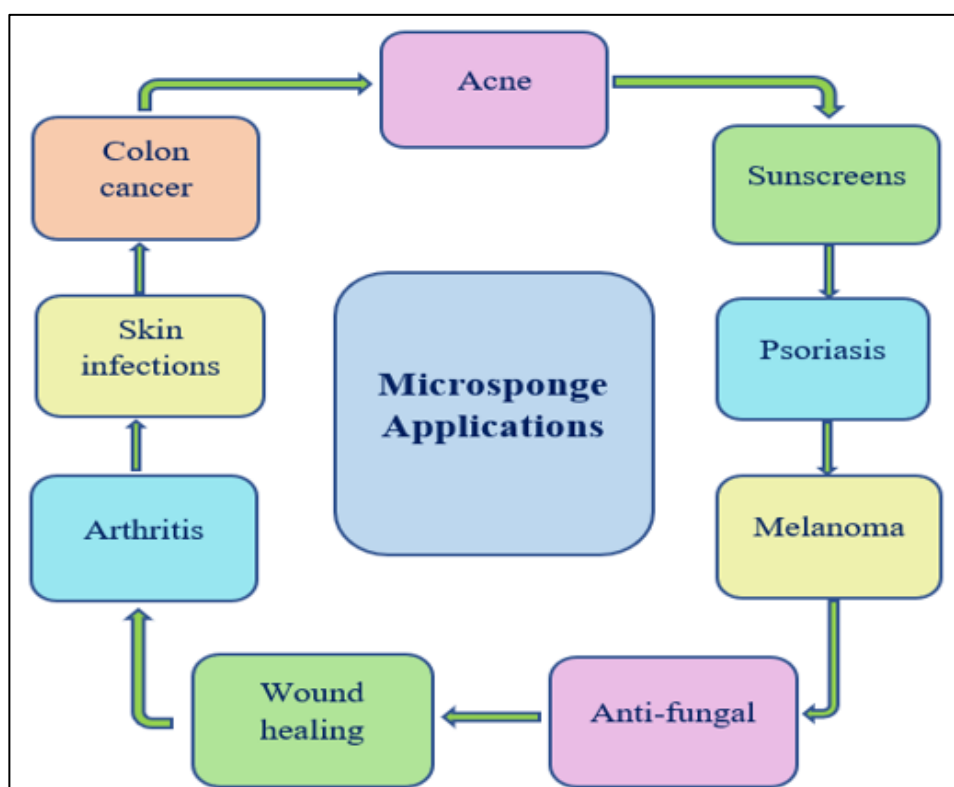 Acne
Sunscreens
Psoriasis
Melanoma
Anti-fungal
Wound
healing
Arthritis
Skin
infections
Colon
cancer
Microsponge
Applications